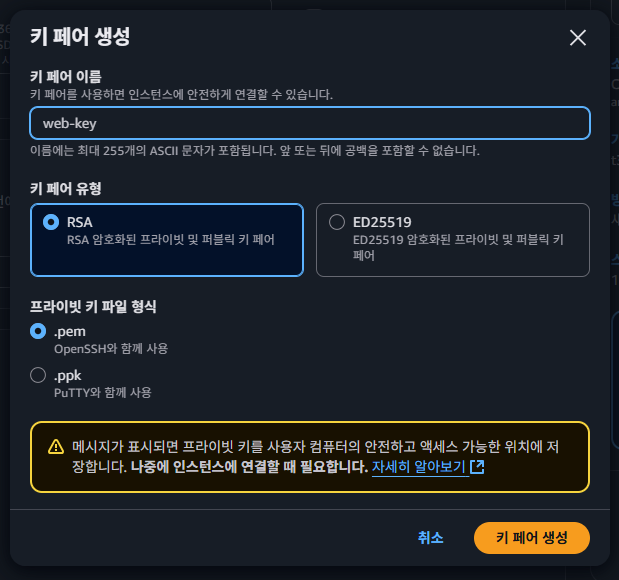 키 페어 생성
키 페어 이름
키 페어를 사용하면 인스턴스에 안전하게 연결할 수 있습니다.
web-key
이름에는 최대 255개의 ASCII 문자가 포함됩니다. 앞 또는 뒤에 공백을 포함할 수 없습니다.
키 페어 유형
RSA
RSA 암호화된 프라이빗 및 퍼블릭 키 페어
ED25519
ED25519 암호화된 프라이빗 및 퍼블릭 키
페어
프라이빗 키 파일 형식
.pem
OpenSSH와 함께 사용
.ppk
PuTTY와 함께 사용
메시지가 표시되면 프라이빗 키를 사용자 컴퓨터의 안전하고 액세스 가능한 위치에 저
장합니다. 나중에 인스턴스에 연결할 때 필요합니다. 자세히 알아보기
취소
키 페어 생성